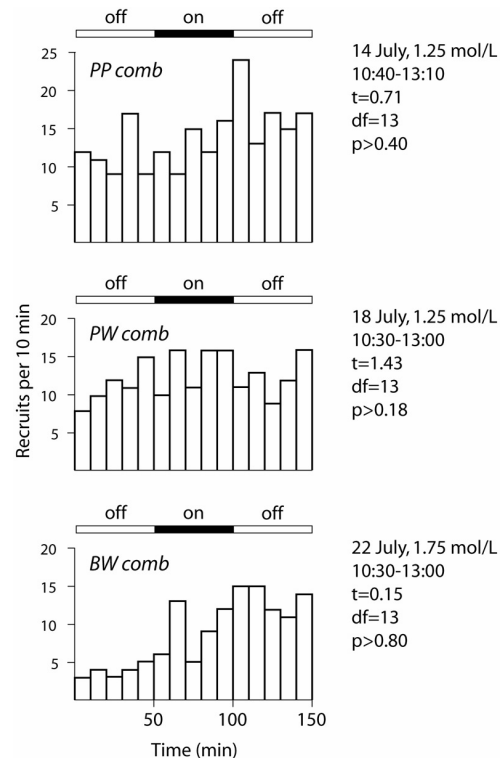 off on off
PP comb
25
20
15
10
5
14 July, 1.25 mol/L
10:40-13:10
t=0.71
df=13
p>0.40
off on off
PW comb
20
15
10
5
18 July, 1.25 mol/L
10:30-13:00
t=1.43
df=13
p>0.18
Recruits per 10 min
off on off
BW comb
20
15
10
5
22 July, 1.75 mol/L
10:30-13:00
t=0.15
df=13
p>0.80
50 100 150
Time (min)